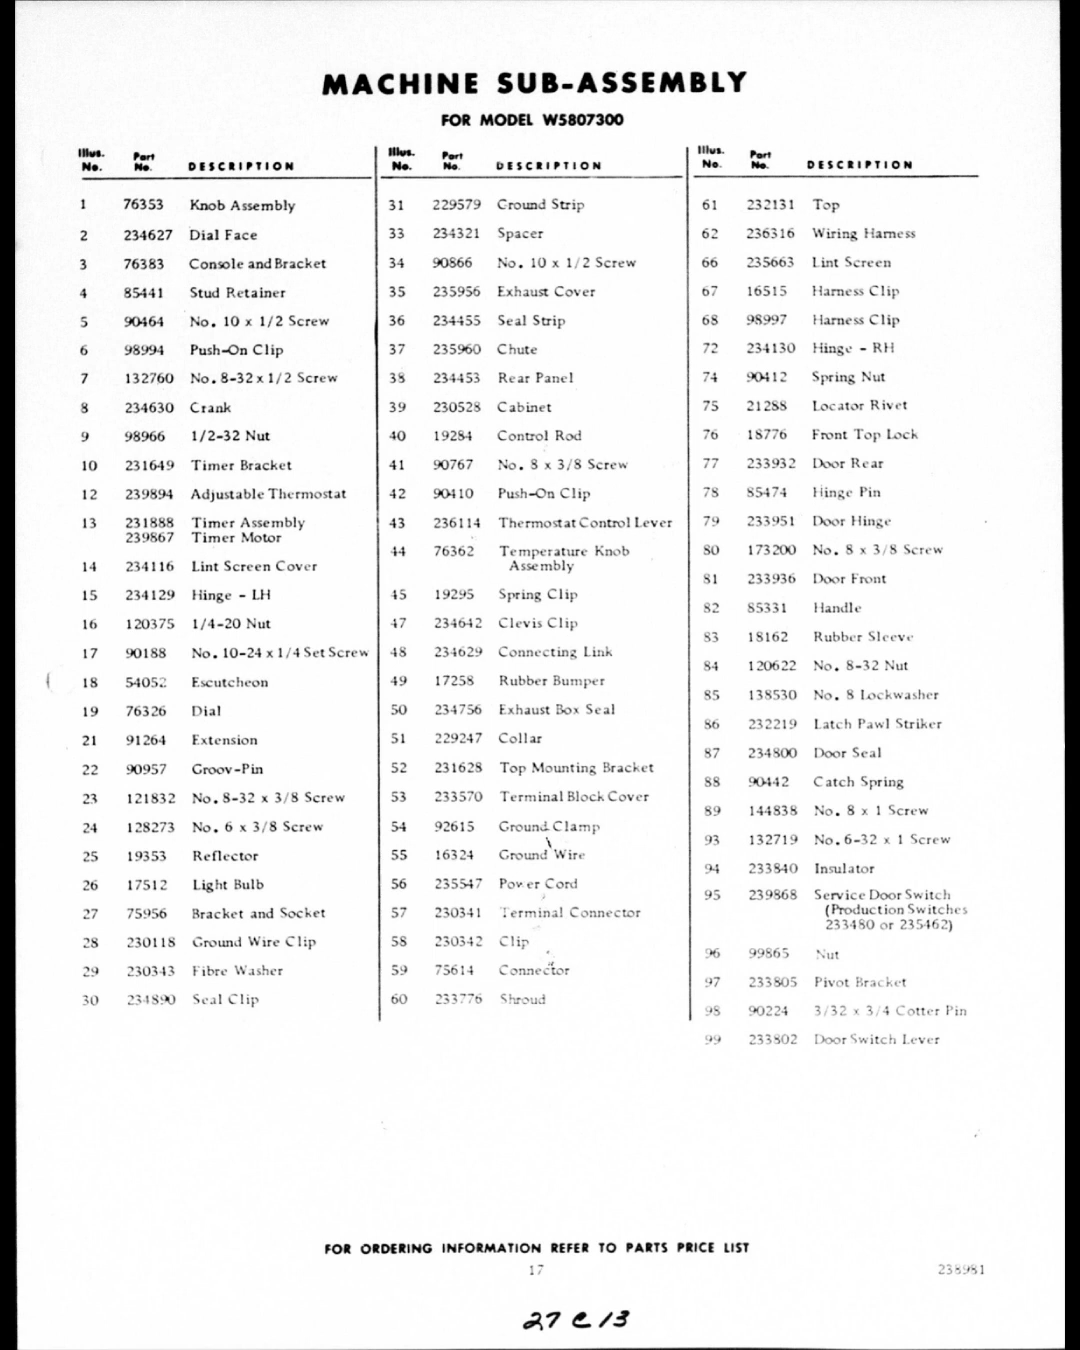 MACHINE SUB-ASSEMBLY
FOR MODEL W5807300
Illus. No. Part No. DESCRIPTION
1 76353 Knob Assembly
2 234627 Dial Face
3 76383 Console and Bracket
4 85441 Stud Retainer
5 90464 No. 10 x 1/2 Screw
6 98994 Push-On Clip
7 132760 No. 8-32 x 1/2 Screw
8 234630 Crank
9 98966 1/2-32 Nut
10 231649 Timer Bracket
12 239894 Adjustable Thermostat
13 231888 Timer Assembly
239867 Timer Motor
14 234116 Lint Screen Cover
15 234129 Hinge - LH
16 120375 1/4-20 Nut
17 90188 No. 10-24 x 1/4 Set Screw
18 54052 Escutcheon
19 76326 Dial
21 91264 Extension
22 90957 Groov-Pin
23 121832 No. 8-32 x 3/8 Screw
24 128273 No. 6 x 3/8 Screw
25 19353 Reflector
26 17512 Light Bulb
27 75956 Bracket and Socket
28 230118 Ground Wire Clip
29 230343 Fibre Washer
30 234890 Seal Clip
Illus. No. Part No. DESCRIPTION
31 229579 Ground Strip
33 234321 Spacer
34 90866 No. 10 x 1/2 Screw
35 235956 Exhaust Cover
36 234455 Seal Strip
37 235960 Chute
38 234453 Rear Panel
39 230528 Cabinet
40 19284 Control Rod
41 90767 No. 8 x 3/8 Screw
42 90410 Push-On Clip
43 236114 Thermostat Control Lever
44 76362 Temperature Knob
Assembly
45 19295 Spring Clip
47 234642 Clevis Clip
48 234629 Connecting Link
49 17258 Rubber Bumper
50 234756 Exhaust Box Seal
51 229247 Collar
52 231628 Top Mounting Bracket
53 233570 Terminal Block Cover
54 92615 Ground Clamp
55 16324 Ground Wire
56 235547 Power Cord
57 230341 Terminal Connector
58 230342 Clip
59 75614 Connector
60 233776 Shroud
Illus. No. Part No. DESCRIPTION
61 232131 Top
62 236316 Wiring Harness
66 235663 Lint Screen
67 16515 Harness Clip
68 98997 Harness Clip
72 234130 Hinge - RH
74 90412 Spring Nut
75 21288 Locator Rivet
76 18776 Front Top Lock
77 233932 Door Rear
78 85474 Hinge Pin
79 233951 Door Hinge
80 173200 No. 8 x 3/8 Screw
81 233936 Door Front
82 85331 Handle
83 18162 Rubber Sleeve
84 120622 No. 8-32 Nut
85 138530 No. 8 Lockwasher
86 232219 Latch Pawl Striker
87 234800 Door Seal
88 90442 Catch Spring
89 144838 No. 8 x 1 Screw
93 132719 No. 6-32 x 1 Screw
94 233840 Insulator
95 239868 Service Door Switch
(Production Switches
233480 or 235462)
96 99865 Nut
97 233805 Pivot Bracket
98 90224 3/32 x 3/4 Cotter Pin
99 233802 Door Switch Lever
FOR ORDERING INFORMATION REFER TO PARTS PRICE LIST
17
238981
27 C 13